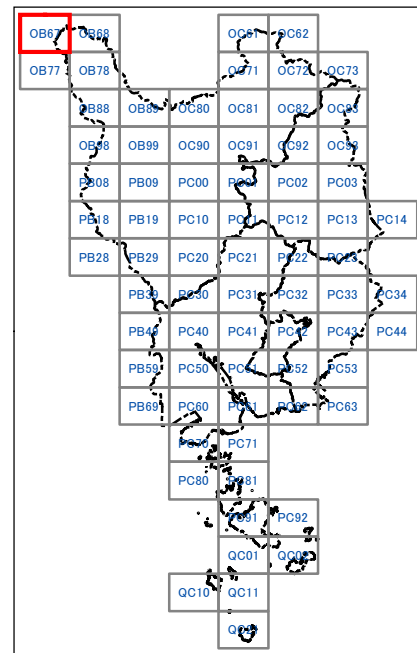 OB67 OB68 OC61 OC62
OB77 OB78 OC71 OC72 OC73
OB88 OB89 OC80 OC81 OC82 OC83
OB98 OB99 OC90 OC91 OC92 OC93
PB08 PB09 PC00 PC01 PC02 PC03
PB18 PB19 PC10 PC11 PC12 PC13 PC14
PB28 PB29 PC20 PC21 PC22 PC23
PB39 PC30 PC31 PC32 PC33 PC34
PB49 PC40 PC41 PC42 PC43 PC44
PB59 PC50 PC51 PC52 PC53
PB69 PC60 PC61 PC62 PC63
PC70 PC71
PC80 PC81
PC91 PC92
QC01 QC02
QC10 QC11
QC21